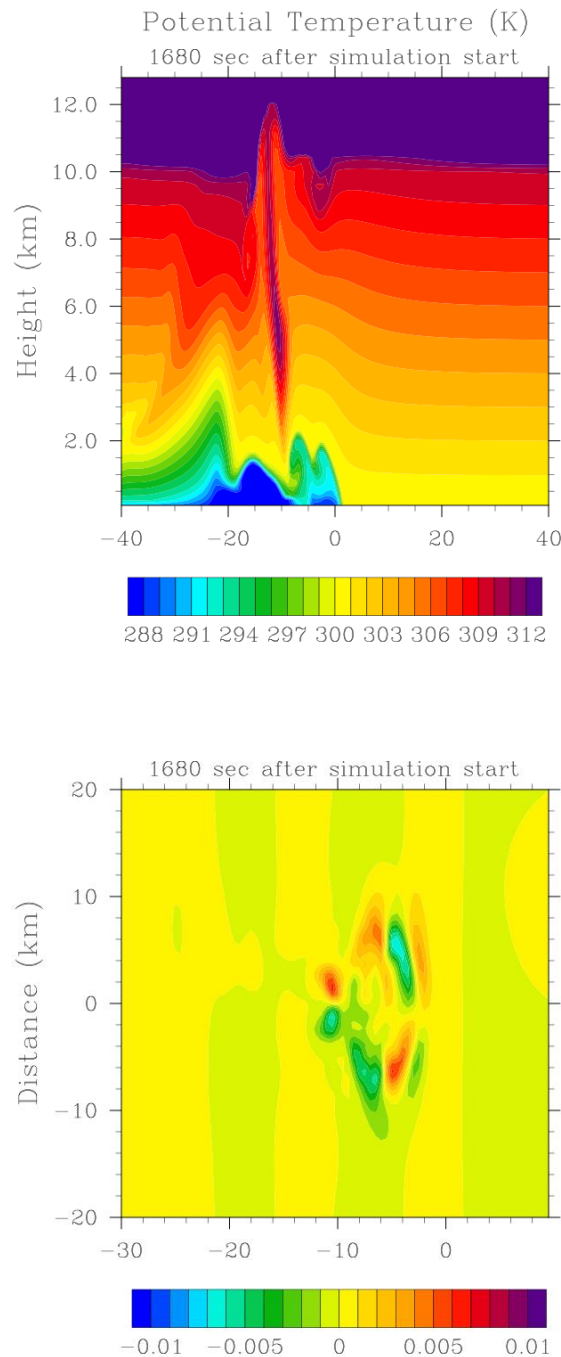 Potential Temperature (K)
1680 sec after simulation start
12.0
10.0
8.0
6.0
4.0
2.0
Height (km)
−40 −20 0 20 40
288 291 294 297 300 303 306 309 312
1680 sec after simulation start
20
10
0
−10
−20
Distance (km)
−30 −20 −10 0
−0.01 −0.005 0 0.005 0.01